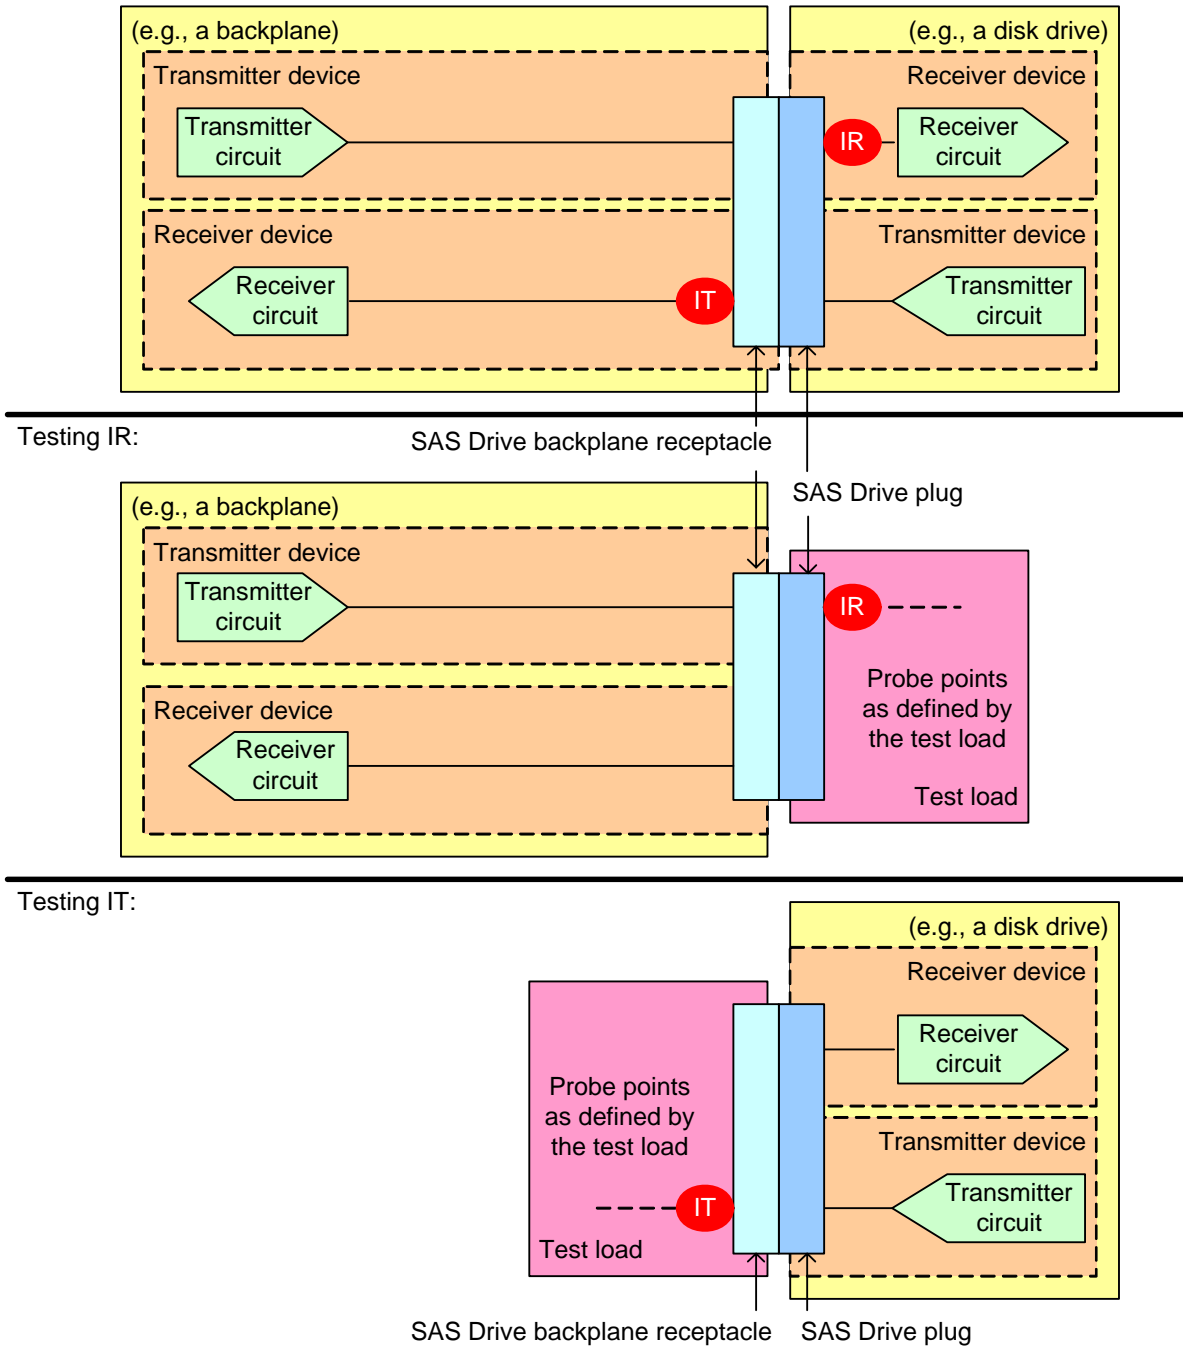 (e.g., a backplane)
(e.g., a disk drive)
Transmitter device
Receiver device
Transmitter
circuit
IR
Receiver
circuit
Receiver device
Transmitter device
Receiver
circuit
IT
Transmitter
circuit
Testing IR:
SAS Drive backplane receptacle
SAS Drive plug
(e.g., a backplane)
Transmitter device
Transmitter
circuit
IR
Probe points
as defined by
the test load
Receiver device
Receiver
circuit
Test load
Testing IT:
(e.g., a disk drive)
Receiver device
Receiver
circuit
Probe points
as defined by
the test load
Transmitter device
IT
Transmitter
circuit
Test load
SAS Drive backplane receptacle
SAS Drive plug